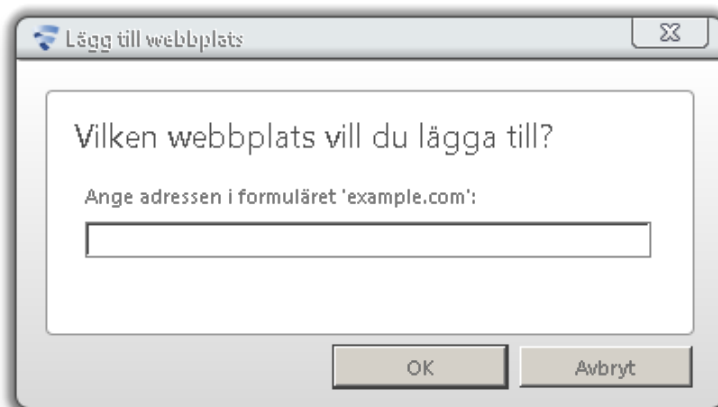 Lägg till webbplats
Vilken webbplats vill du lägga till?
Ange adressen i formuläret 'example.com':
OK
Avbryt